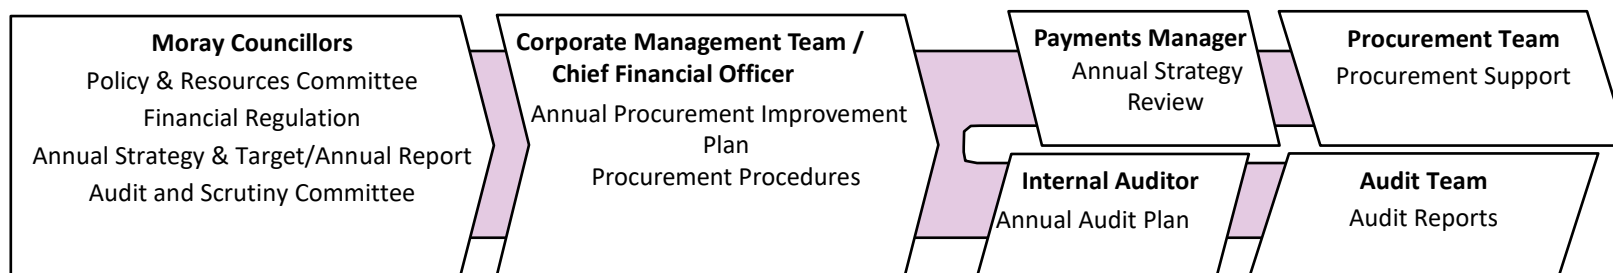 Moray Councillors
Policy & Resources Committee
Financial Regulation
Annual Strategy & Target/Annual Report
Audit and Scrutiny Committee
Corporate Management Team /
Chief Financial Officer
Annual Procurement Improvement
Plan
Procurement Procedures
Payments Manager
Annual Strategy
Review
Procurement Team
Procurement Support
Internal Auditor
Annual Audit Plan
Audit Team
Audit Reports